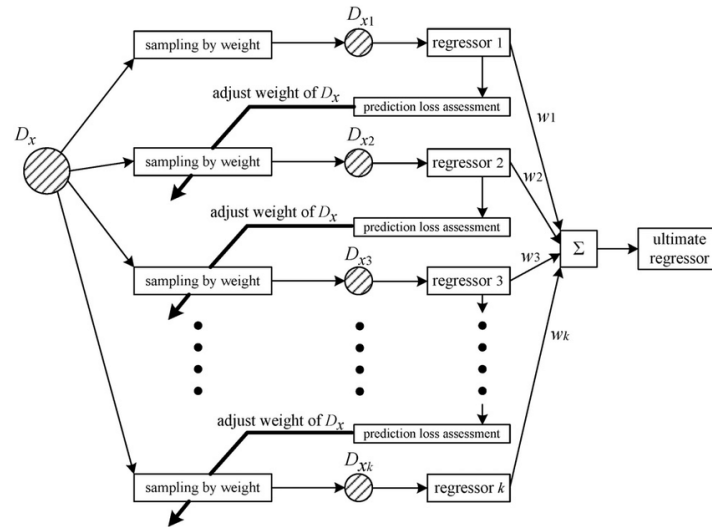 D_x1
sampling by weight
regressor 1
adjust weight of D_x
prediction loss assessment
w1
D_x
D_x2
sampling by weight
regressor 2
w2
adjust weight of D_x
prediction loss assessment
D_x3
w3
Σ
ultimate
regressor
sampling by weight
regressor 3
wk
adjust weight of D_x
prediction loss assessment
D_xk
sampling by weight
regressor k